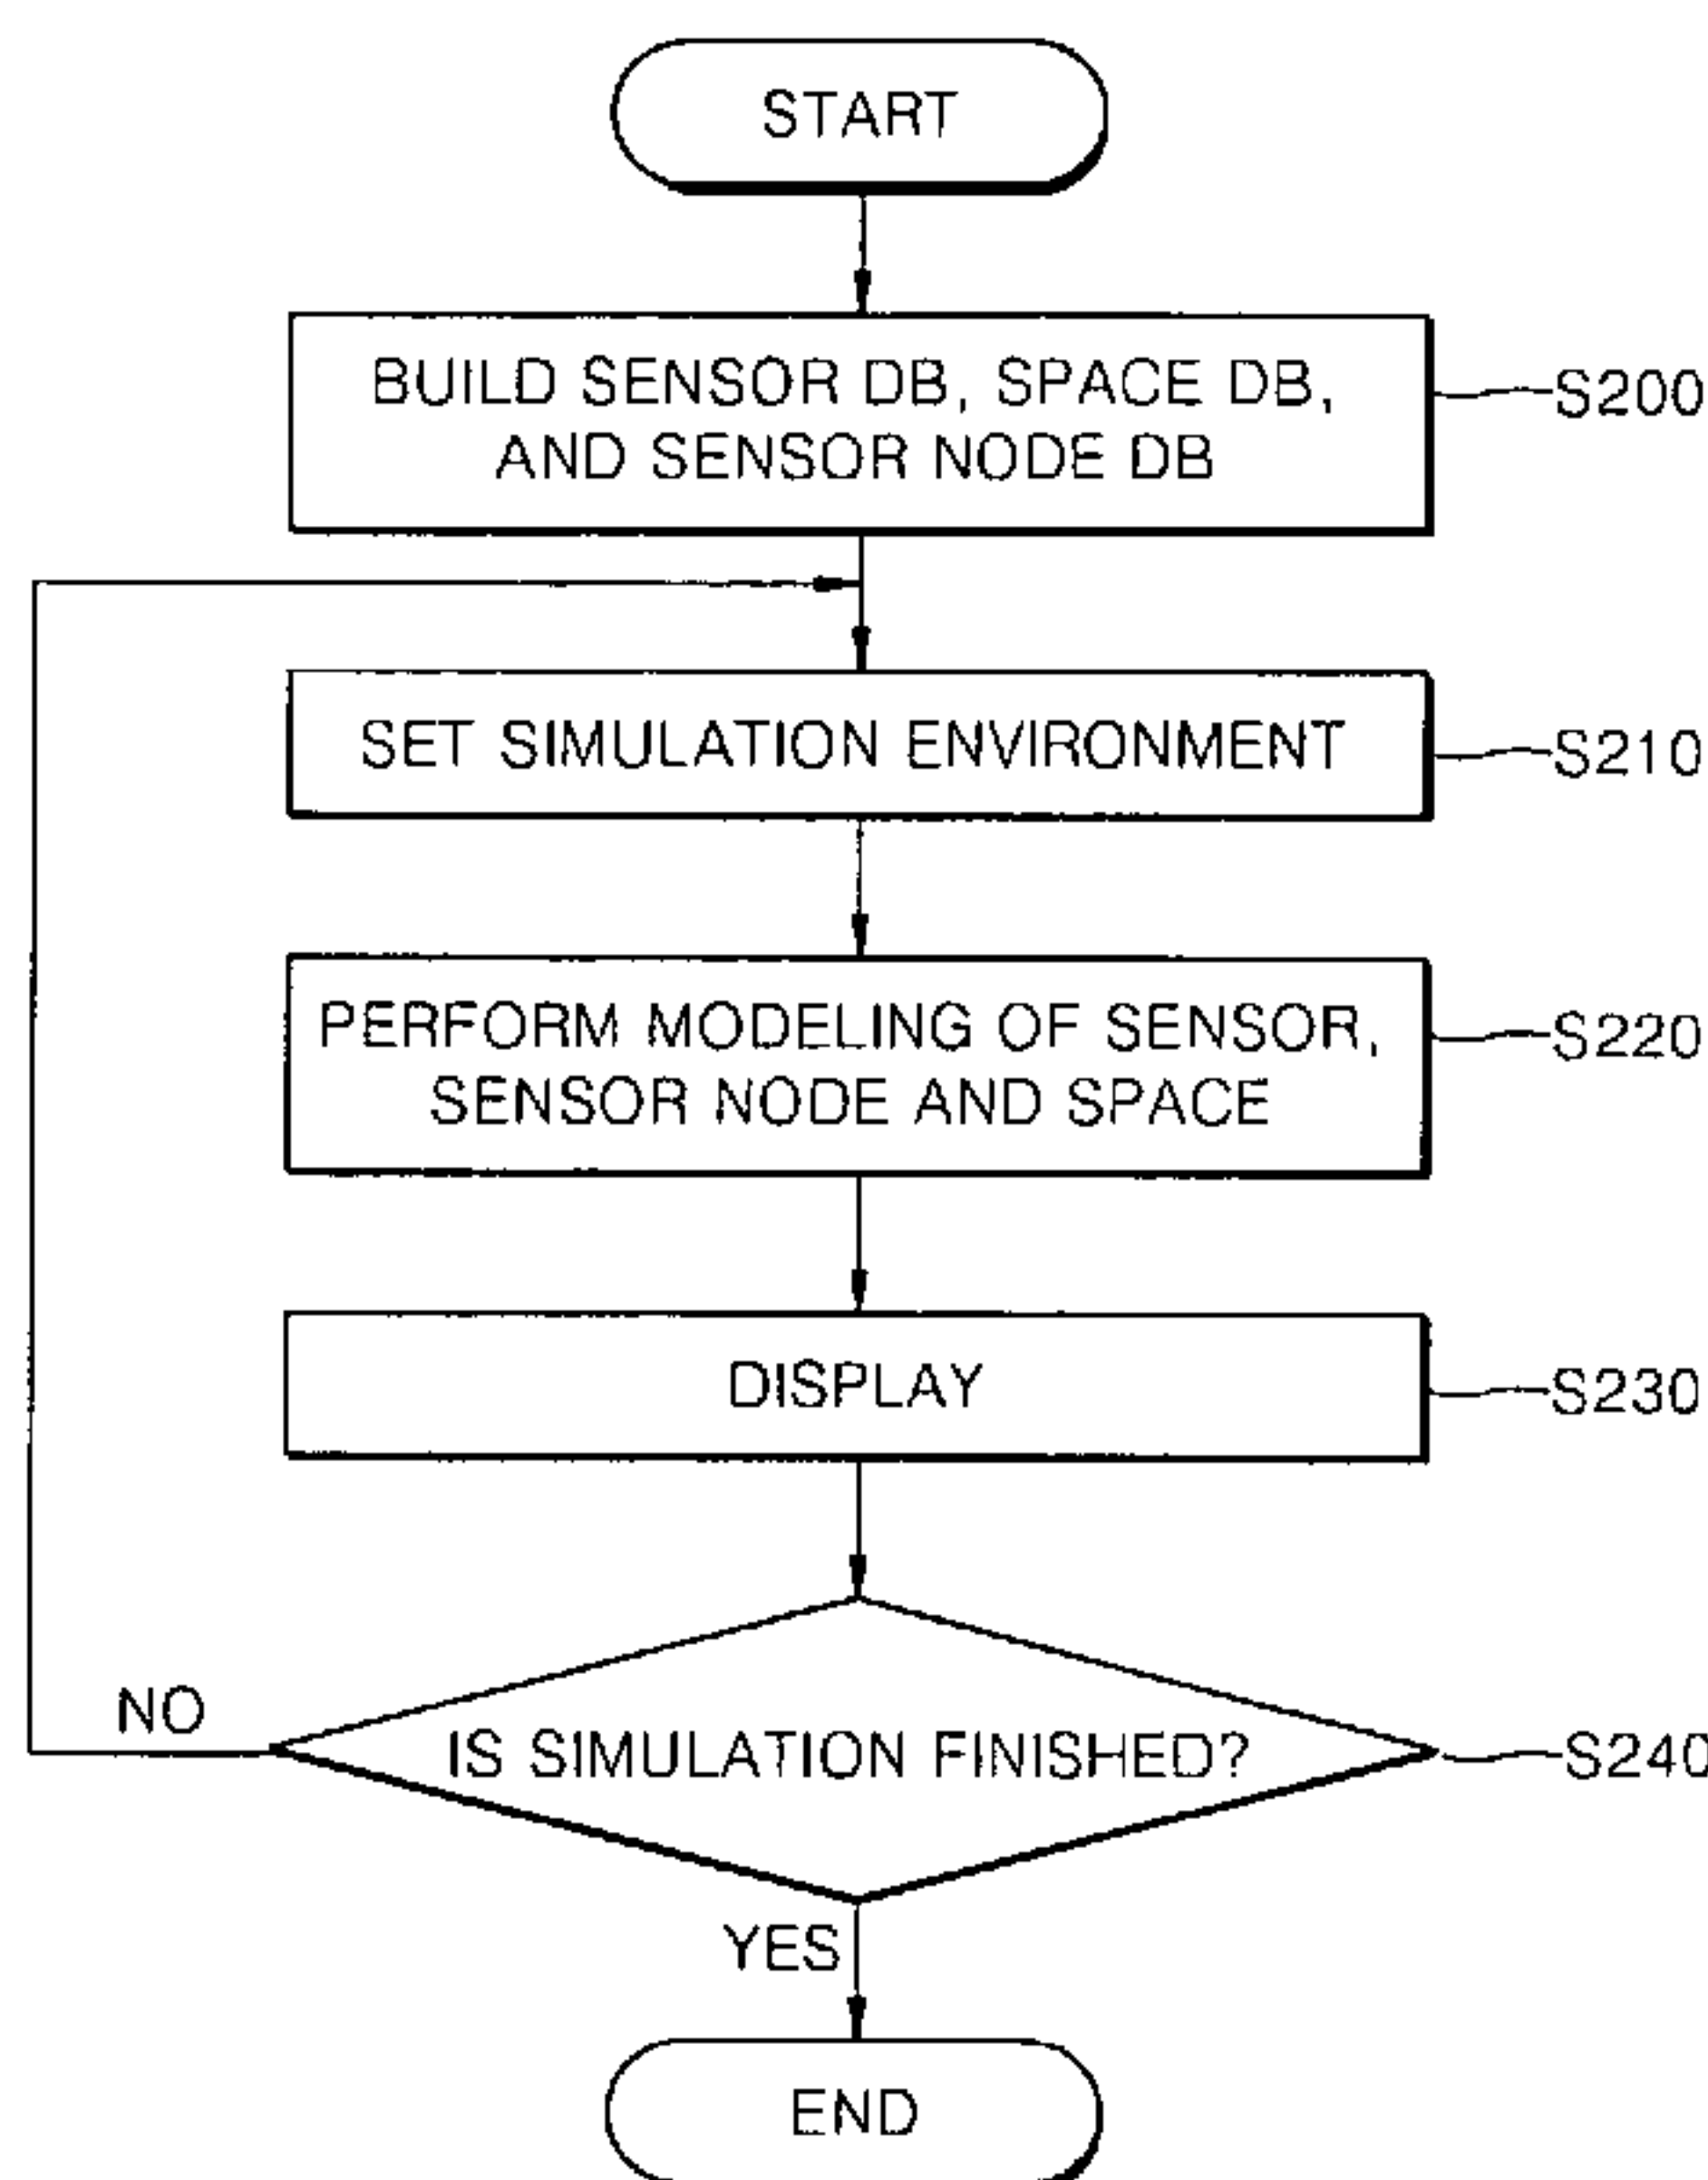 START
BUILD SENSOR DB, SPACE DB,
AND SENSOR NODE DB
S200
SET SIMULATION ENVIRONMENT
S210
PERFORM MODELING OF SENSOR,
SENSOR NODE AND SPACE
S220
DISPLAY
S230
NO
IS SIMULATION FINISHED?
S240
YES
END